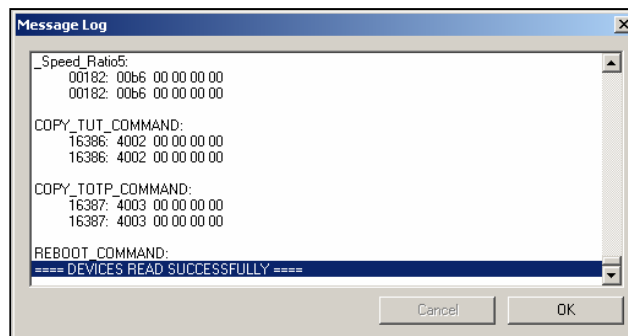 Message Log
_Speed_Ratio5:
00182: 00b6 00 00 00 00
00182: 00b6 00 00 00 00
COPY_TUT_COMMAND:
16386: 4002 00 00 00 00
16386: 4002 00 00 00 00
COPY_TOTP_COMMAND:
16387: 4003 00 00 00 00
16387: 4003 00 00 00 00
REBOOT_COMMAND:
==== DEVICES READ SUCCESSFULLY ====
Cancel OK